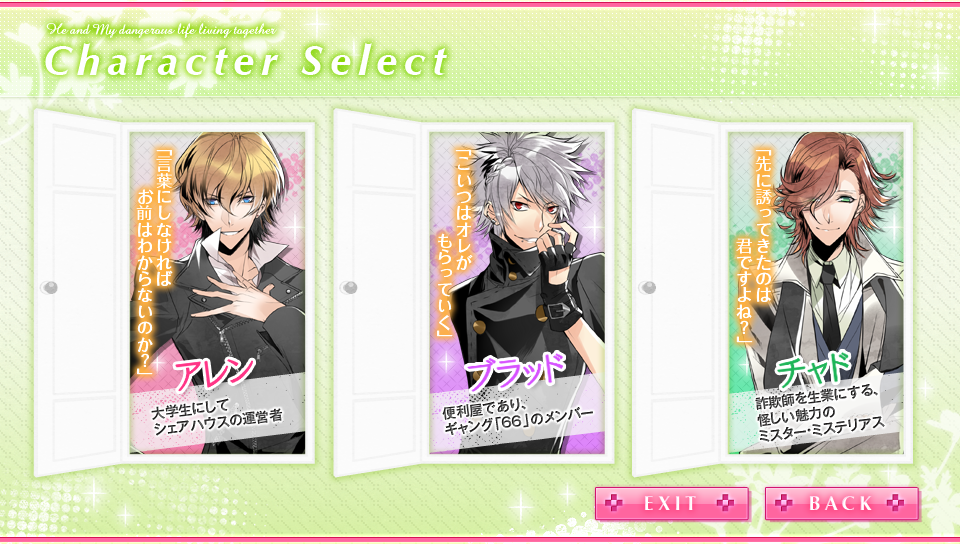 He and My dangerous life living together
Character Select
「言葉にしなければ
お前はわからないのか？」
アレン
大学生にして
シェアハウスの運営者
「こいつはオレが
もらっていく」
ブラッド
便利屋であり、
ギャング「66」のメンバー
「先に誘ってきたのは
君ですよね？」
チャド
詐欺師を生業にする、
怪しい魅力の
ミスター・ミステリアス
EXIT
BACK